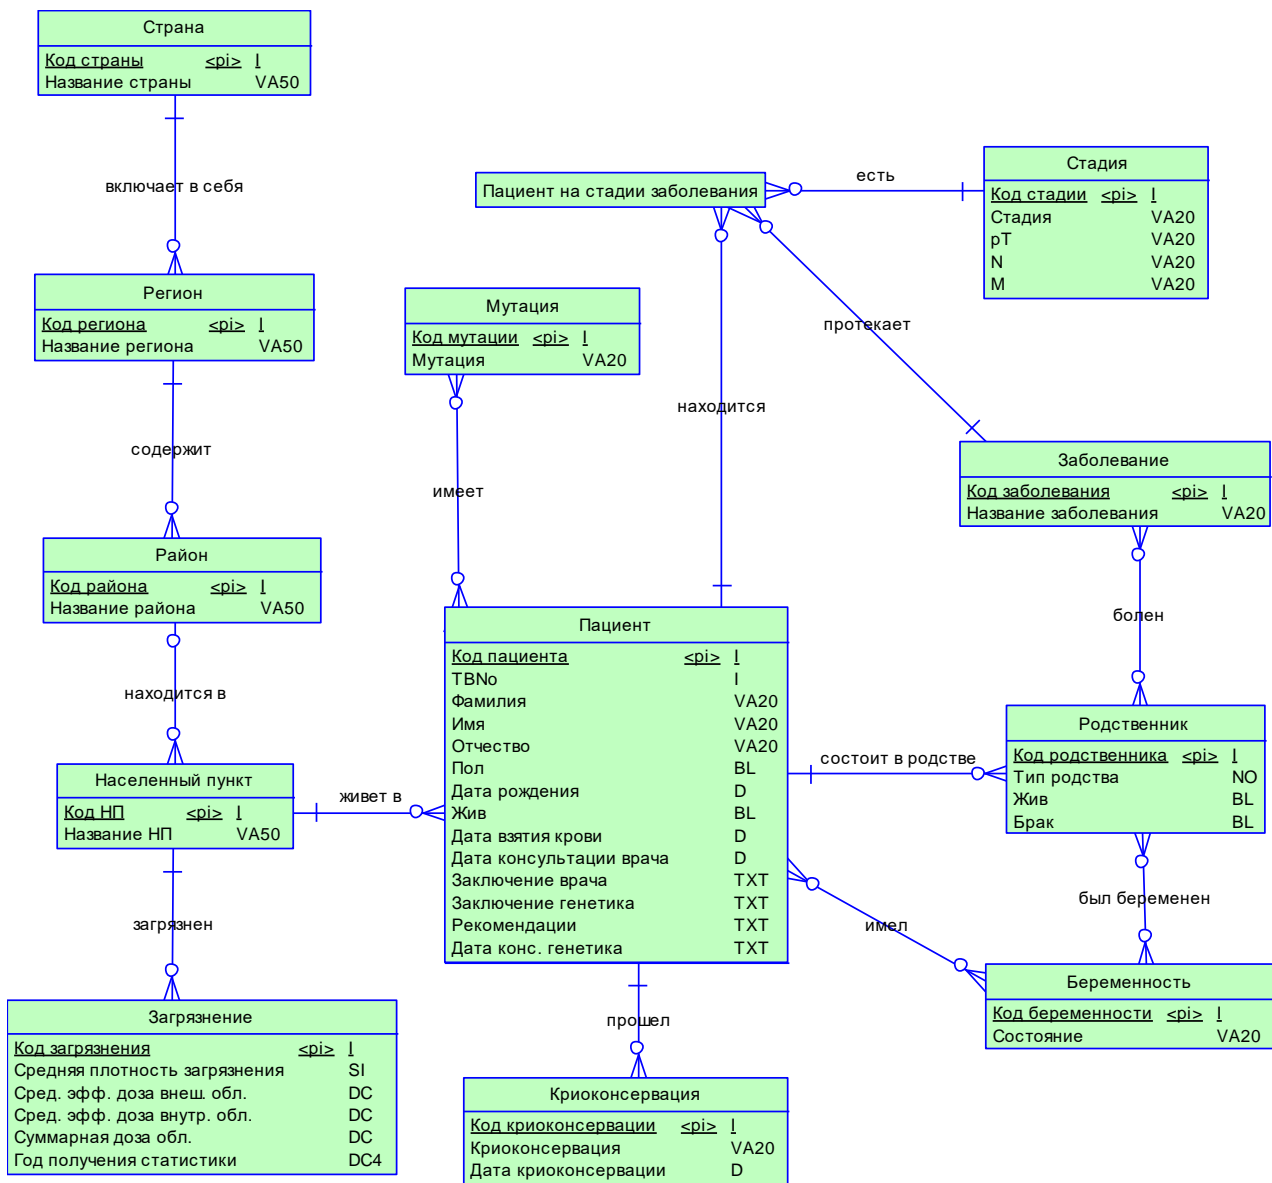 Страна
Код страны <pi> I
Название страны VA50
включает в себя
Регион
Код региона <pi> I
Название региона VA50
содержит
Район
Код района <pi> I
Название района VA50
находится в
Населенный пункт
Код НП <pi> I
Название НП VA50
живет в
загрязнен
Загрязнение
Код загрязнения <pi> I
Средняя плотность загрязнения SI
Сред. эфф. доза внеш. обл. DC
Сред. эфф. доза внутр. обл. DC
Суммарная доза обл. DC
Год получения статистики DC4
Мутация
Код мутации <pi> I
Мутация VA20
имеет
Пациент на стадии заболевания
есть
находится
протекает
Стадия
Код стадии <pi> I
Стадия VA20
pT VA20
N VA20
M VA20
Заболевание
Код заболевания <pi> I
Название заболевания VA20
болен
Пациент
Код пациента <pi> I
TBNo I
Фамилия VA20
Имя VA20
Отчество VA20
Пол BL
Дата рождения D
Жив BL
Дата взятия крови D
Дата консультации врача D
Заключение врача TXT
Заключение генетика TXT
Рекомендации TXT
Дата конс. генетика TXT
состоит в родстве
Родственник
Код родственника <pi> I
Тип родства NO
Жив BL
Брак BL
был беременен
имел
Беременность
Код беременности <pi> I
Состояние VA20
прошел
Криоконсервация
Код криоконсервации <pi> I
Криоконсервация VA20
Дата криоконсервации D